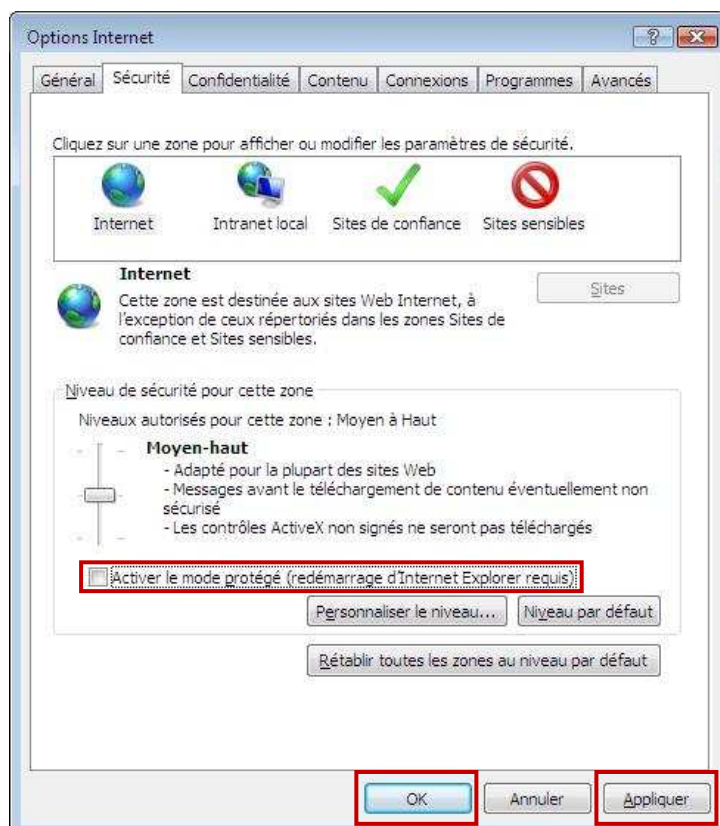 Options Internet
?
Général Sécurité Confidentialité Contenu Connexions Programmes Avancés
Cliquez sur une zone pour afficher ou modifier les paramètres de sécurité.
Internet Intranet local Sites de confiance Sites sensibles
Internet
Sites
Cette zone est destinée aux sites Web Internet, à
l'exception de ceux répertoriés dans les zones Sites de
confiance et Sites sensibles.
Niveau de sécurité pour cette zone
Niveaux autorisés pour cette zone : Moyen à Haut
Moyen-haut
- Adapté pour la plupart des sites Web
- Messages avant le téléchargement de contenu éventuellement non
sécurisé
- Les contrôles ActiveX non signés ne seront pas téléchargés
Activer le mode protégé (redémarrage d'Internet Explorer requis)
Personnaliser le niveau... Niveau par défaut
Rétablir toutes les zones au niveau par défaut
OK Annuler Appliquer